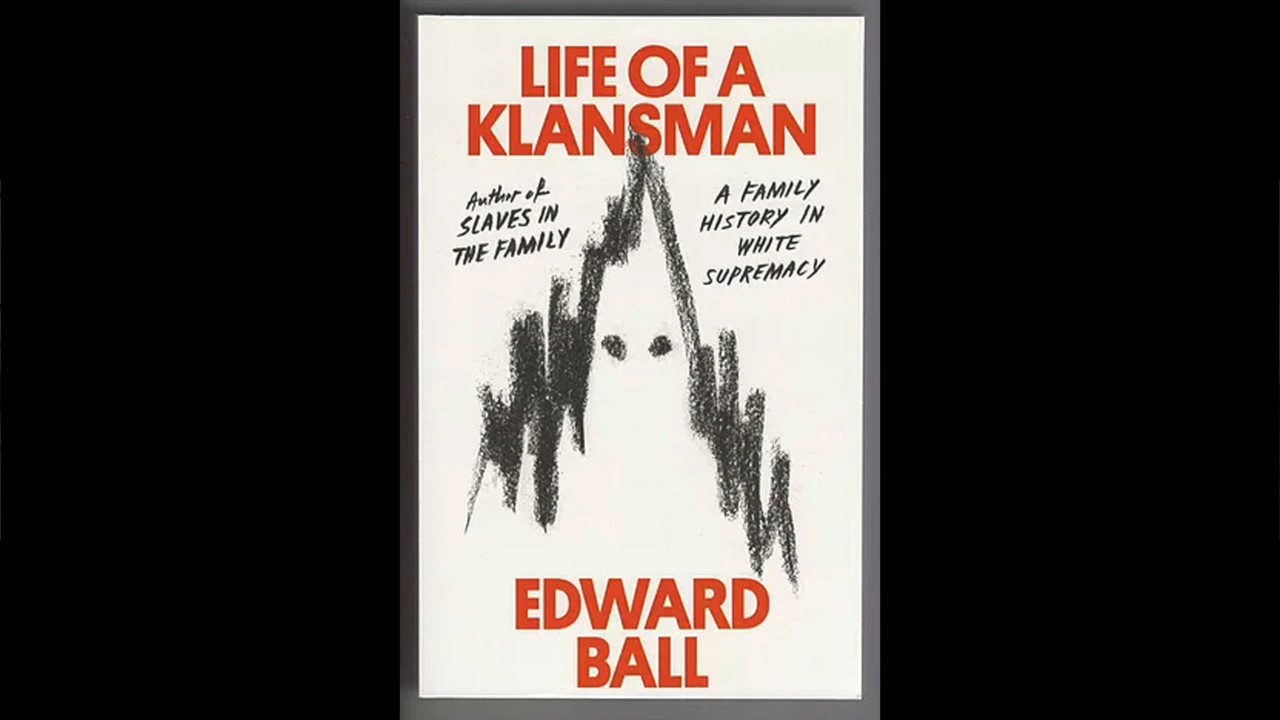 LIFE OF A
KLANSMAN
Author of
SLAVES IN
THE FAMILY
A FAMILY
HISTORY IN
WHITE
SUPREMACY
EDWARD
BALL